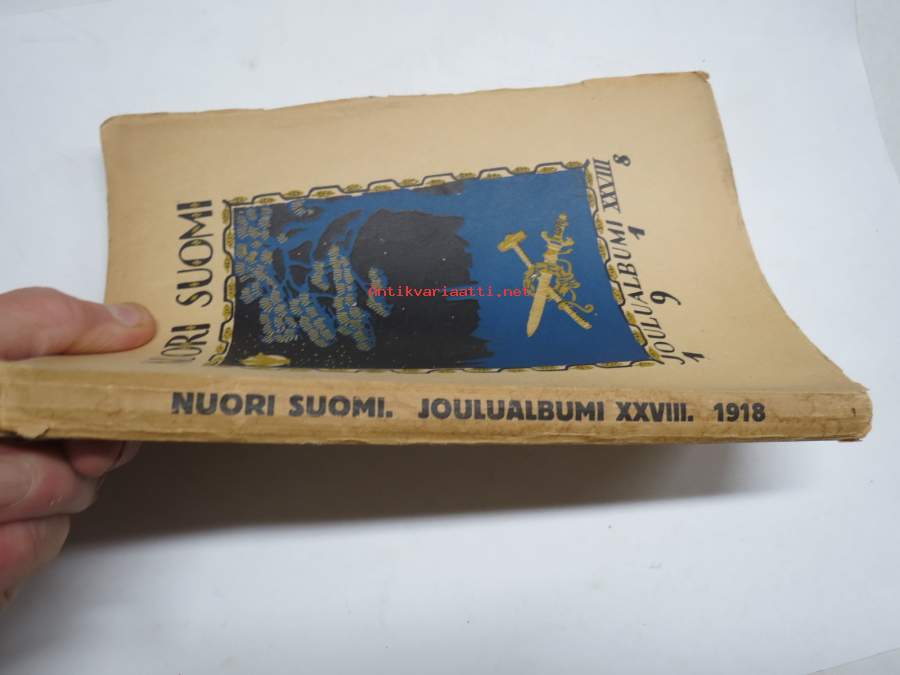 NUORI SUOMI
JOULUALBUMI XXVIII
1 9 1 8
Antikvariaatti.net
NUORI SUOMI. JOULUALBUMI XXVIII. 1918